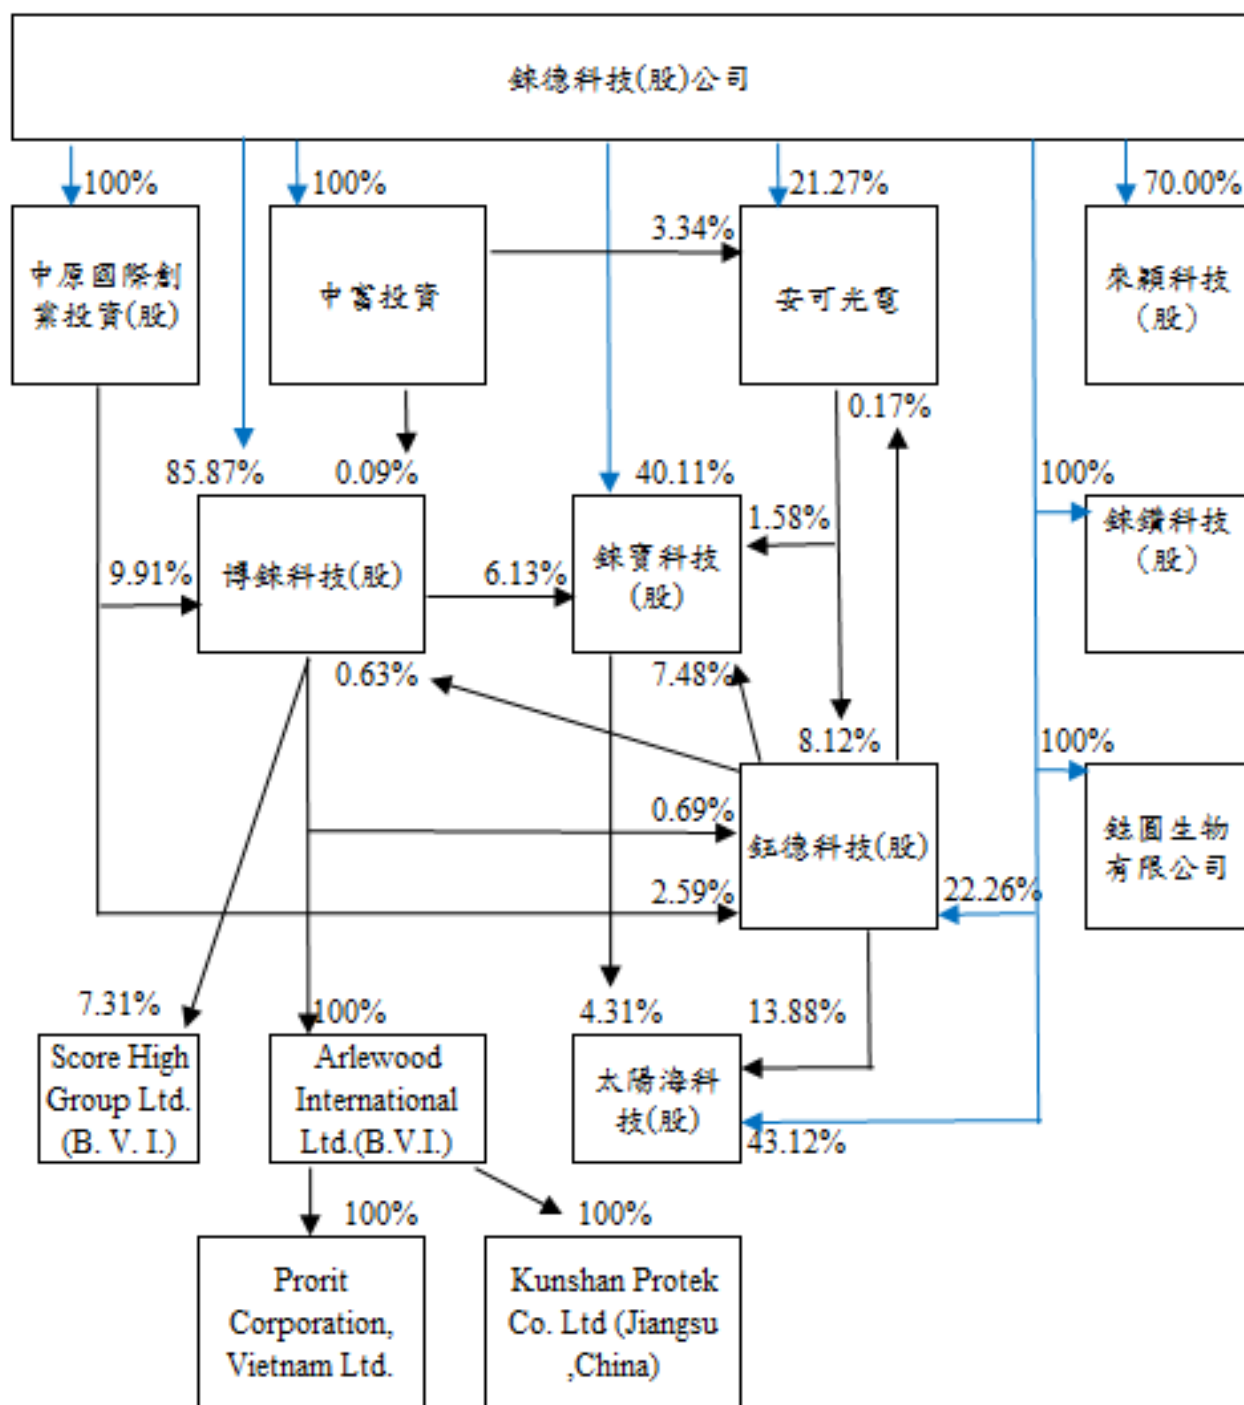 錸德科技(股)公司
100%
100%
21.27%
70.00%
3.34%
中原國際創
業投資(股)
中富投資
安可光電
來穎科技
(股)
0.17%
85.87%
0.09%
40.11%
100%
1.58%
9.91%
博錸科技(股)
6.13%
錸寶科技
(股)
錸鑽科技
(股)
0.63%
7.48%
8.12%
100%
0.69%
鈺德科技(股)
圓生物
有限公司
2.59%
22.26%
7.31%
100%
4.31%
13.88%
Score High
Group Ltd.
(B. V. I.)
Arlewood
International
Ltd.(B.V.I.)
太陽海科
技(股)
43.12%
100%
100%
Prorit
Corporation,
Vietnam Ltd.
Kunshan Protek
Co. Ltd (Jiangsu
,China)